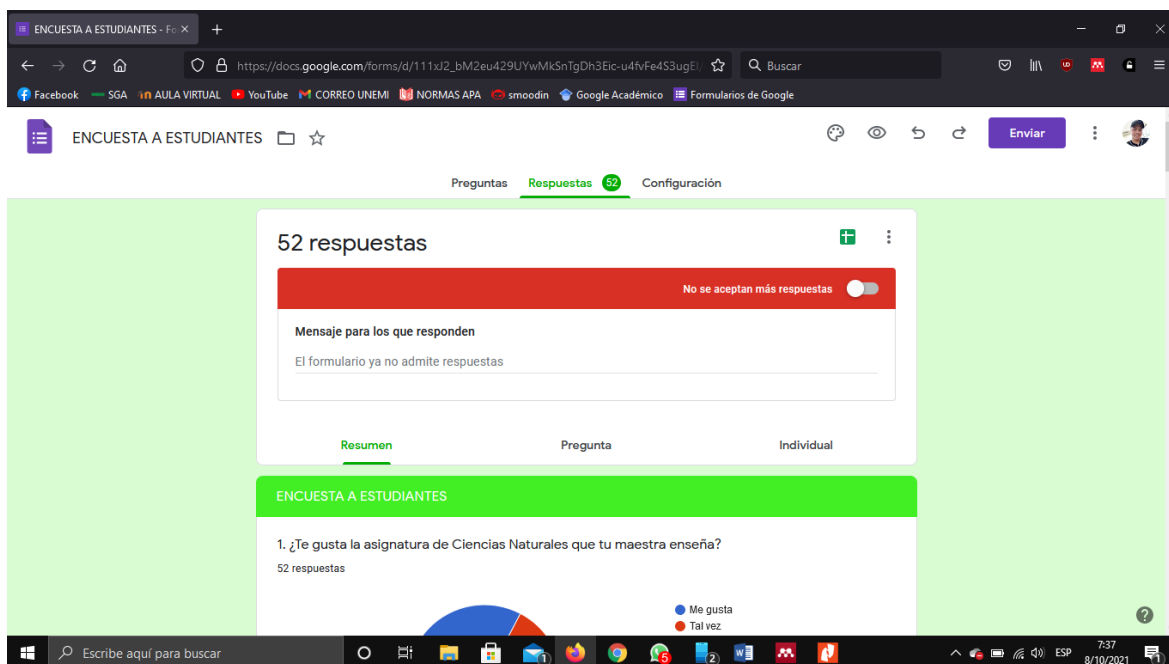 ENCUESTA A ESTUDIANTES - Fo
https://docs.google.com/forms/d/111xJ2_bM2eu429UYwMkSnTgDh3Eic-u4fvFe4S3ugEI/
Buscar
Facebook SGA AULA VIRTUAL YouTube CORREO UNEMI NORMAS APA smoodin Google Académico Formularios de Google
ENCUESTA A ESTUDIANTES
Enviar
Preguntas Respuestas 52 Configuración
52 respuestas
No se aceptan más respuestas
Mensaje para los que responden
El formulario ya no admite respuestas
Resumen Pregunta Individual
ENCUESTA A ESTUDIANTES
1. ¿Te gusta la asignatura de Ciencias Naturales que tu maestra enseña?
52 respuestas
Me gusta
Tal vez
Escribe aquí para buscar
1
5
2
ESP
7:37
8/10/2021